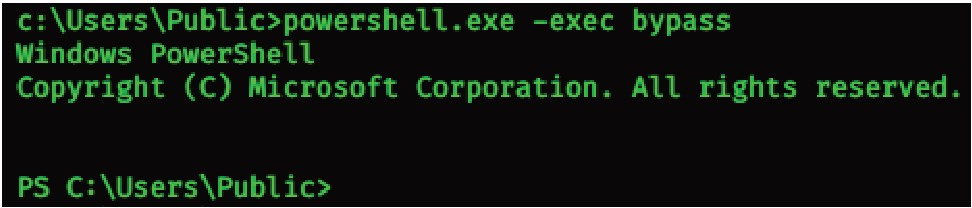 c:\Users\Public>powershell.exe -exec bypass
Windows PowerShell
Copyright (C) Microsoft Corporation. All rights reserved.
PS C:\Users\Public>